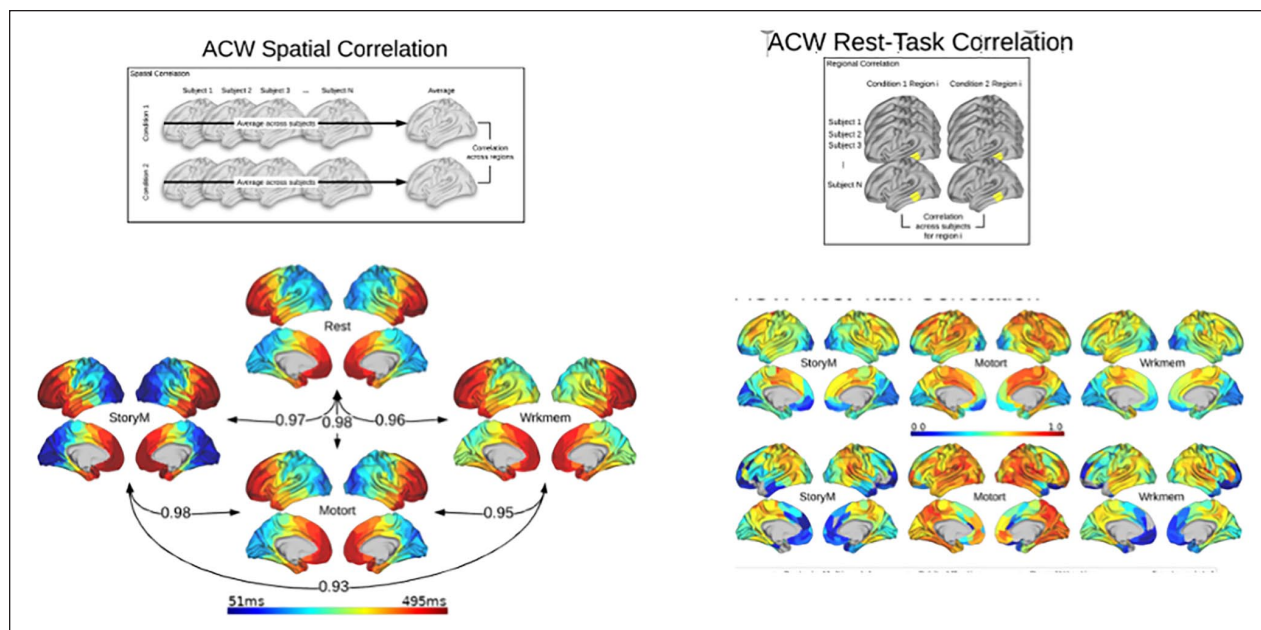 ACW Spatial Correlation
Spatial Correlation
Subject 1 Subject 2 Subject 3 ... Subject N Average
Condition 1
Average across subjects
Correlation
across regions
Condition 2
Average across subjects
Rest
StoryM
0.97 0.98 0.96
Wrkmem
Motort
0.98
0.95
0.93
51ms
495ms
ACW Rest-Task Correlation
Regional Correlation
Condition 1 Region i Condition 2 Region i
Subject 1
Subject 2
Subject 3
Subject N
Correlation
across subjects
for region i
StoryM Motort Wrkmem
0.0 1.0
StoryM Motort Wrkmem